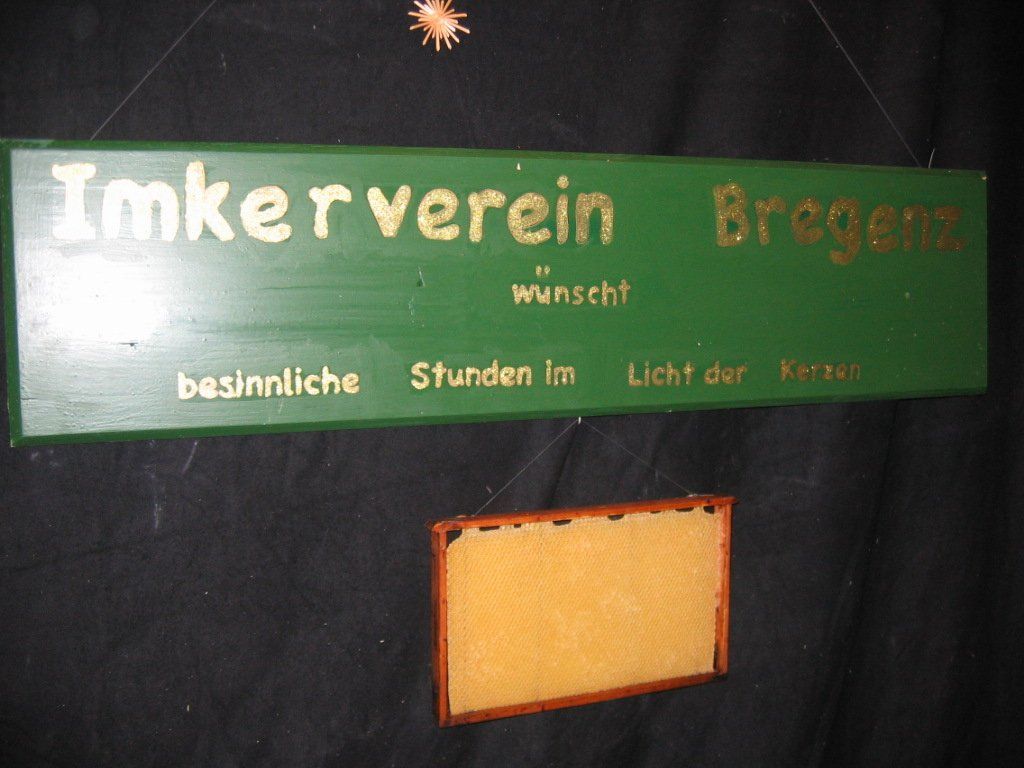 Imkerverein Bregenz
wünscht
besinnliche Stunden im Licht der Kerzen